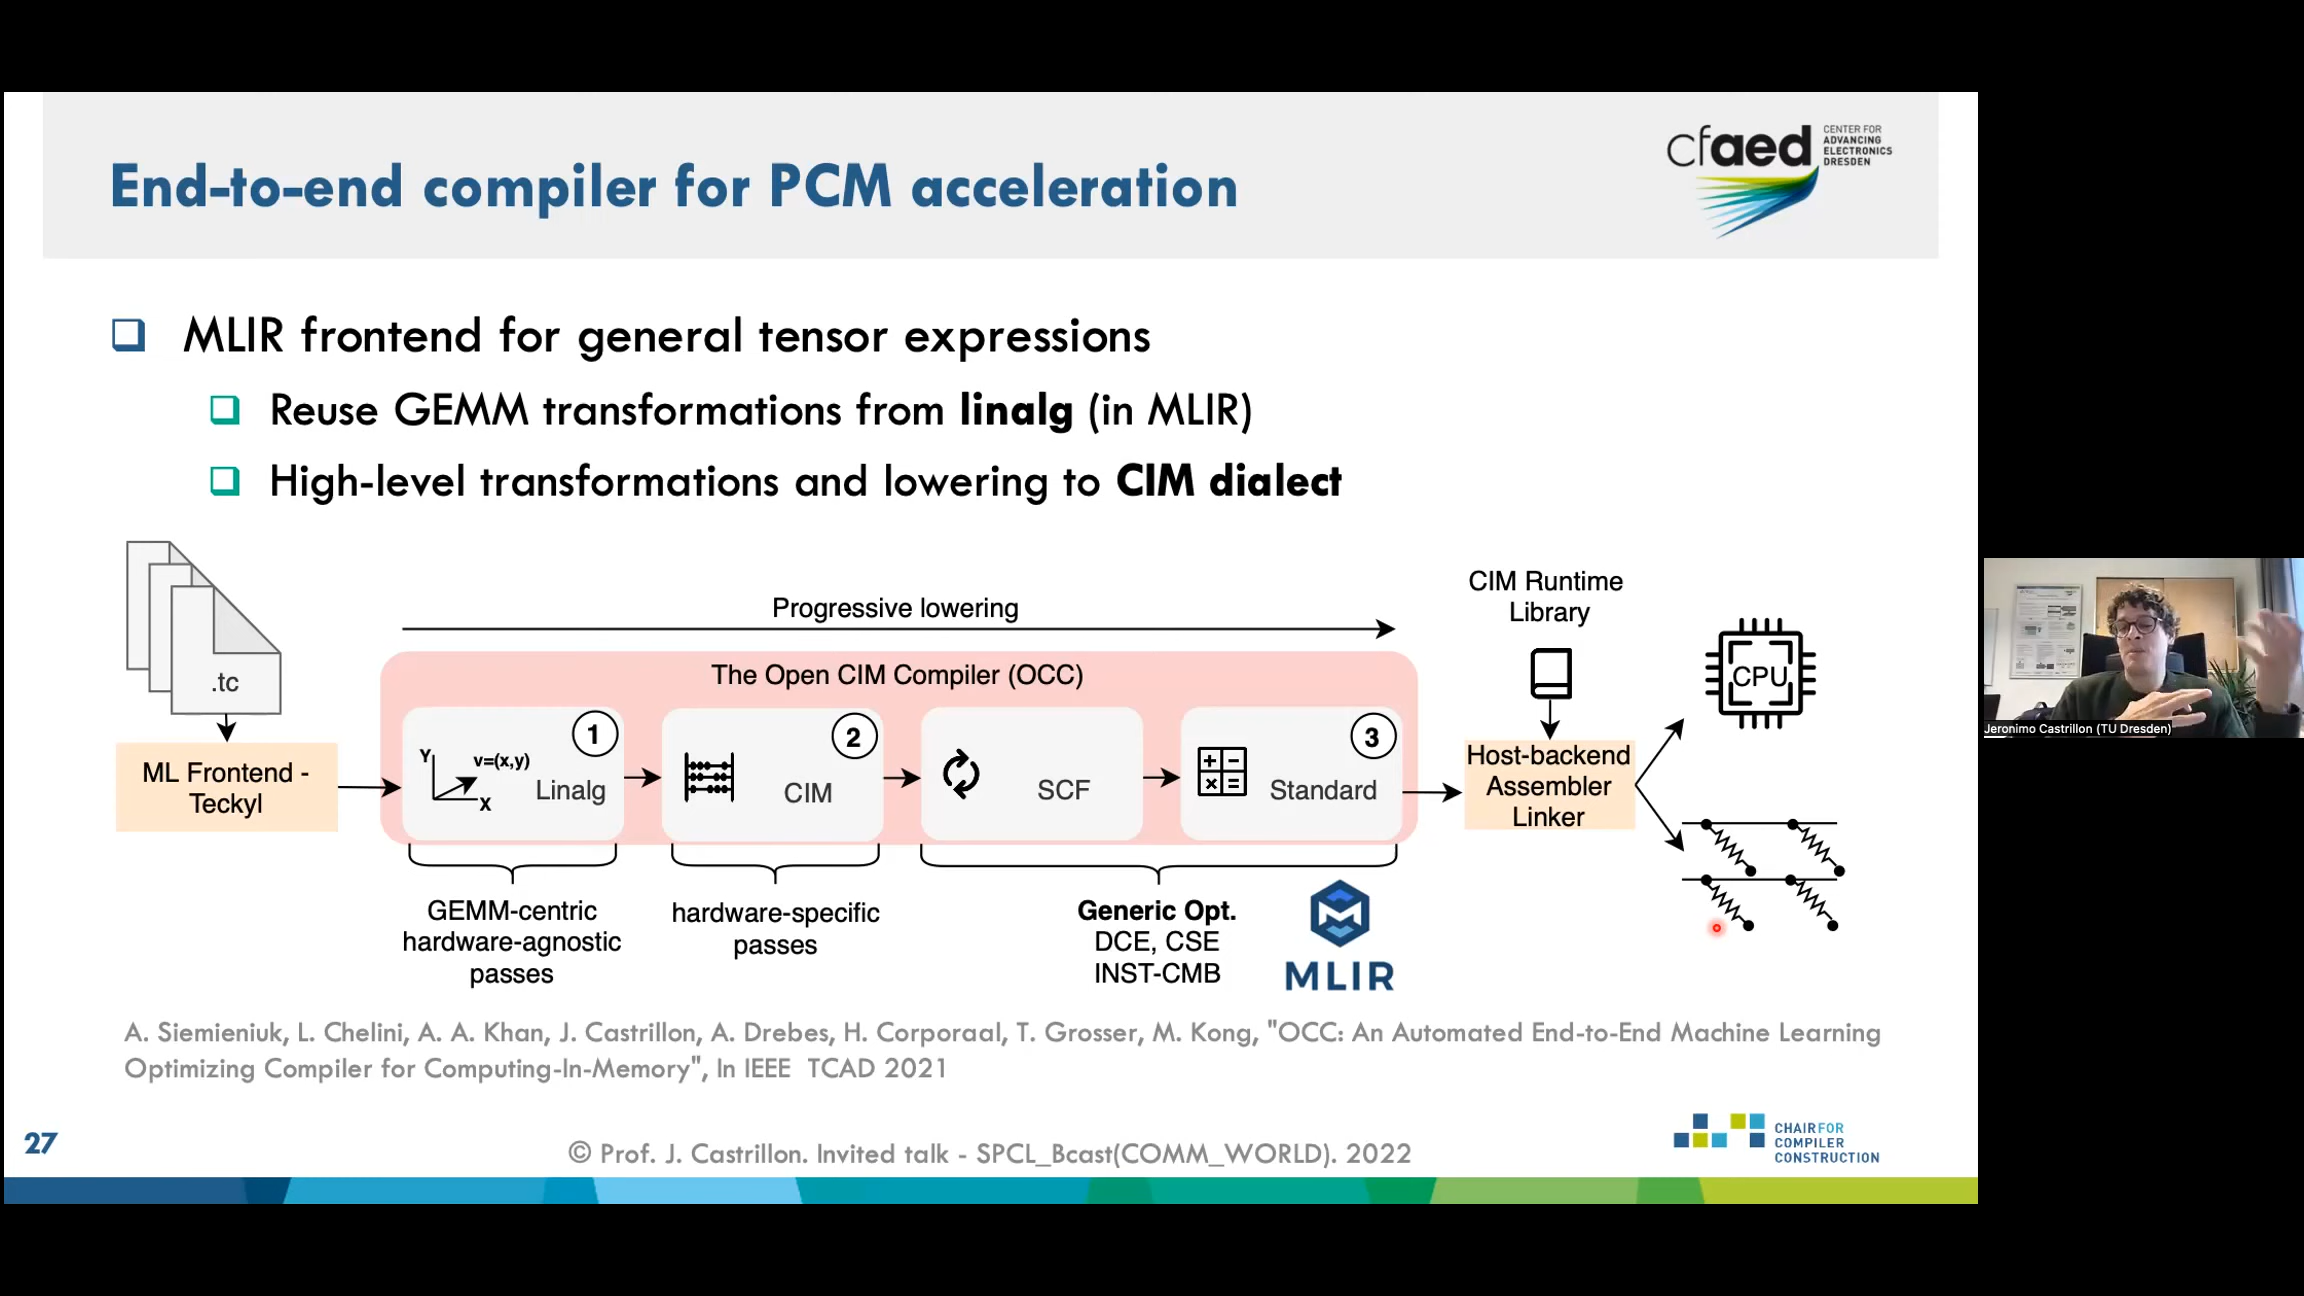 End-to-end compiler for PCM acceleration
cfaed
CENTER FOR
ADVANCING
ELECTRONICS
DRESDEN
MLIR frontend for general tensor expressions
Reuse GEMM transformations from linalg (in MLIR)
High-level transformations and lowering to CIM dialect
.tc
ML Frontend -
Teckyl
Progressive lowering
The Open CIM Compiler (OCC)
1
Y
v=(x,y)
X
Linalg
2
CIM
SCF
3
Standard
GEMM-centric
hardware-agnostic
passes
hardware-specific
passes
Generic Opt.
DCE, CSE
INST-CMB
MLIR
CIM Runtime
Library
Host-backend
Assembler
Linker
CPU
Jeronimo Castrillon (TU Dresden)
A. Siemieniuk, L. Chelini, A. A. Khan, J. Castrillon, A. Drebes, H. Corporaal, T. Grosser, M. Kong, "OCC: An Automated End-to-End Machine Learning
Optimizing Compiler for Computing-In-Memory", In IEEE TCAD 2021
27
© Prof. J. Castrillon. Invited talk - SPCL_Bcast(COMM_WORLD). 2022
CHAIR FOR
COMPILER
CONSTRUCTION